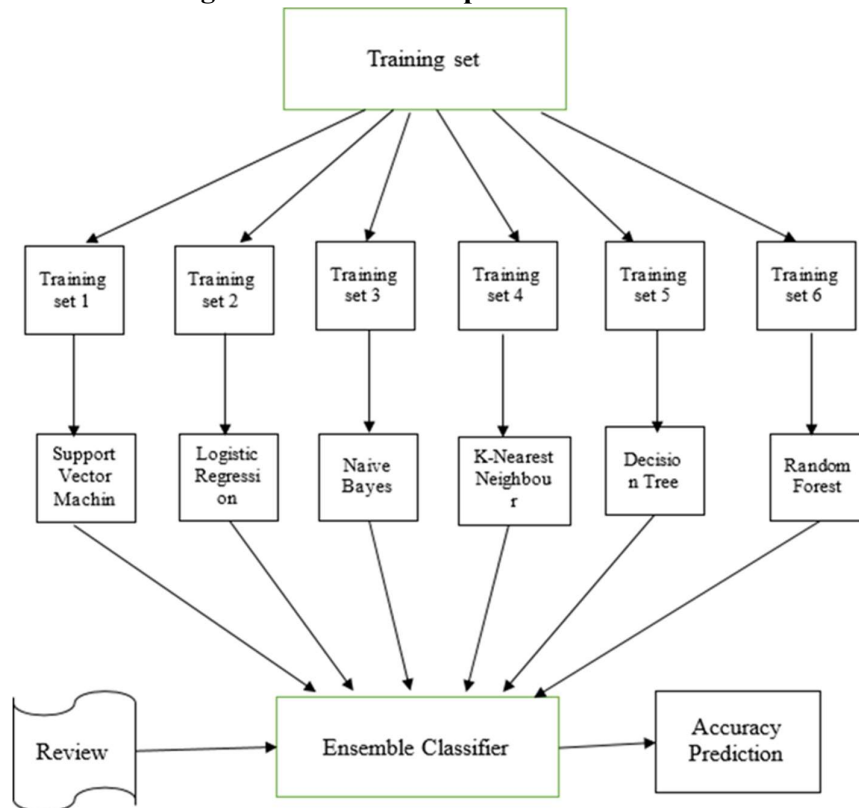 Training set
Training
set 1
Training
set 2
Training
set 3
Training
set 4
Training
set 5
Training
set 6
Support
Vector
Machin
Logistic
Regressi
on
Naive
Bayes
K-Nearest
Neighbou
r
Decisio
n Tree
Random
Forest
Review
Ensemble Classifier
Accuracy
Prediction